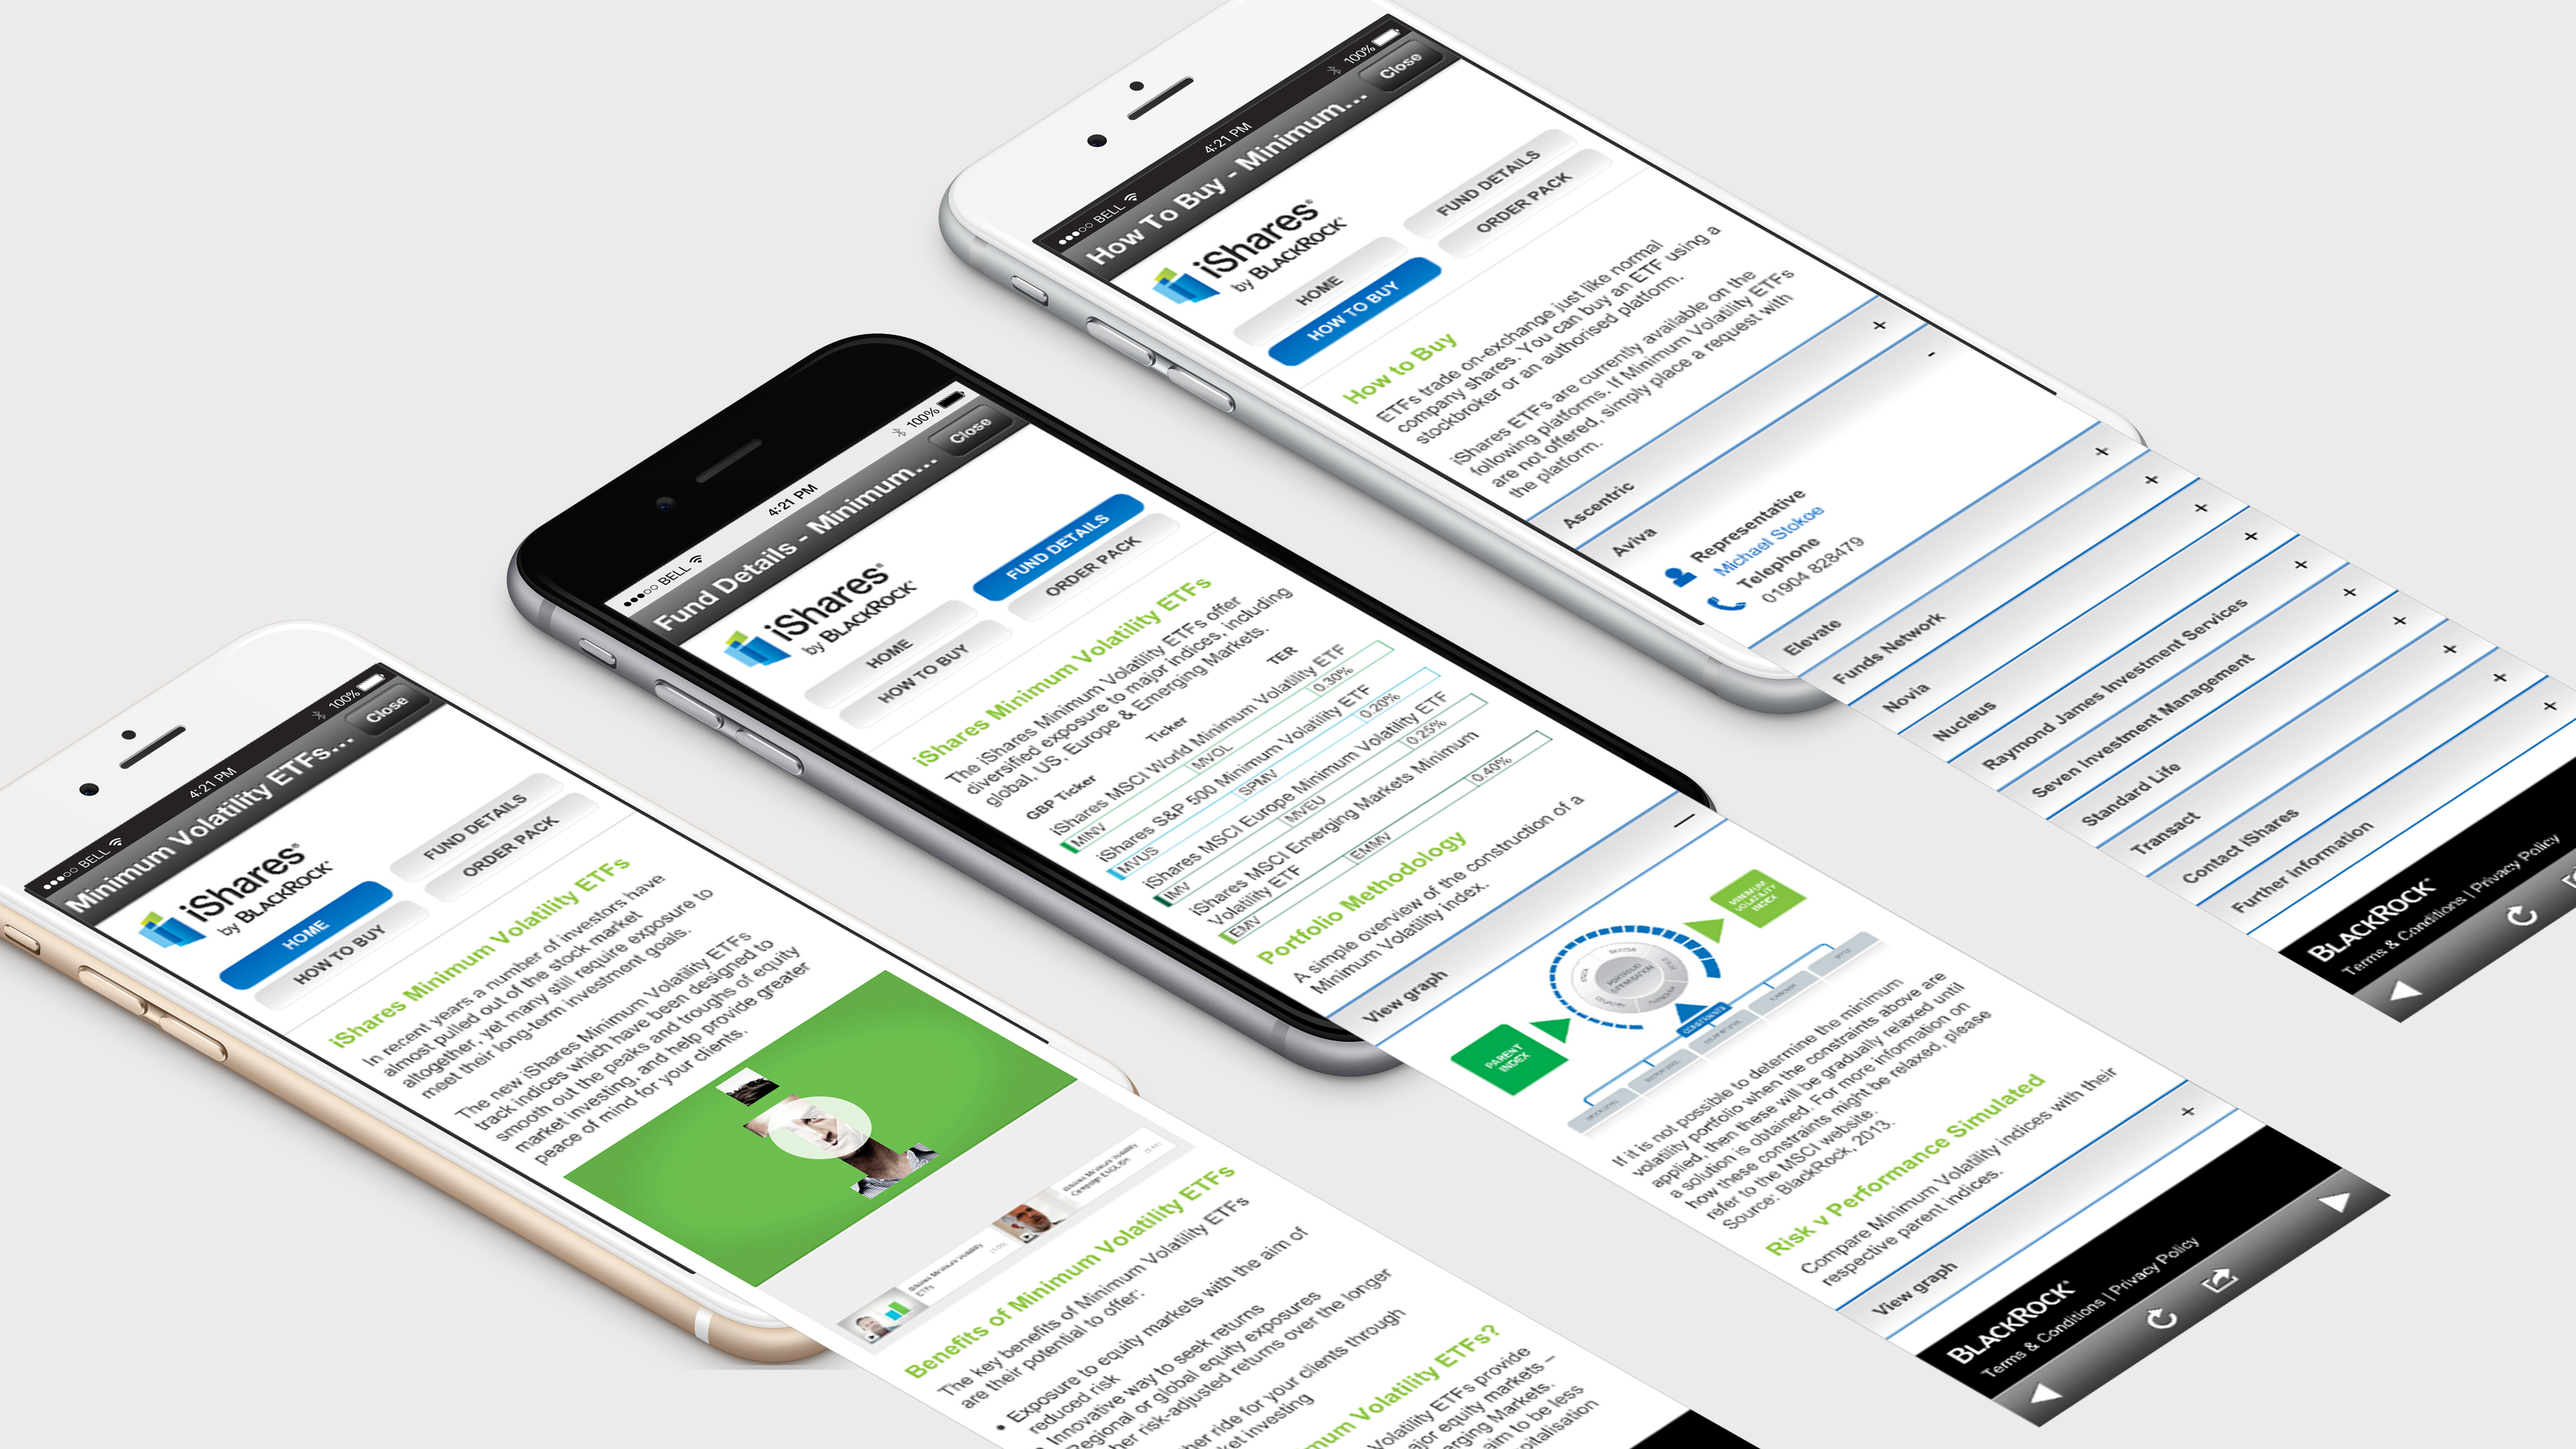 BELL
4:21 PM
100%
Minimum Volatility ETFs...
Close
iShares®
by BLACKROCK®
HOME
FUND DETAILS
HOW TO BUY
ORDER PACK
iShares Minimum Volatility ETFs
In recent years a number of investors have
almost pulled out of the stock market
altogether, yet many still require exposure to
meet their long-term investment goals.
The new iShares Minimum Volatility ETFs
track indices which have been designed to
smooth out the peaks and troughs of equity
market investing, and help provide greater
peace of mind for your clients.
iShares Minimum Volatility
ETFs
iShares Minimum Volatility
Campaign ENGLISH
Benefits of Minimum Volatility ETFs
The key benefits of Minimum Volatility ETFs
are their potential to offer:
• Exposure to equity markets with the aim of
reduced risk
Innovative way to seek returns
Regional or global equity exposures
her risk-adjusted returns over the longer
her ride for your clients through
ket investing
mum Volatility ETFs?
Volatility ETFs provide
ajor equity markets –
erging Markets.
aim to be less
pitalisation
BELL
4:21 PM
100%
Fund Details - Minimum...
Close
iShares®
by BLACKROCK®
HOME
FUND DETAILS
HOW TO BUY
ORDER PACK
iShares Minimum Volatility ETFs
The iShares Minimum Volatility ETFs offer
diversified exposure to major indices, including
global, US, Europe & Emerging Markets.
GBP Ticker
Ticker
TER
iShares MSCI World Minimum Volatility ETF
MINV
MVOL
0.30%
iShares S&P 500 Minimum Volatility ETF
MVUS
SPMV
0.20%
iShares MSCI Europe Minimum Volatility ETF
IMV
MVEU
0.25%
iShares MSCI Emerging Markets Minimum
Volatility ETF
EMV
EMMV
0.40%
Portfolio Methodology
A simple overview of the construction of a
Minimum Volatility index.
View graph
—
PARENT
INDEX
PORTFOLIO
OPTIMISATION
CONSTRAINTS
MINIMUM
VOLATILITY
INDEX
If it is not possible to determine the minimum
volatility portfolio when the constraints above are
applied, then these will be gradually relaxed until
a solution is obtained. For more information on
how these constraints might be relaxed, please
refer to the MSCI website.
Source: BlackRock, 2013.
Risk v Performance Simulated
Compare Minimum Volatility indices with their
respective parent indices.
View graph
+
BLACKROCK®
Terms & Conditions | Privacy Policy
BELL
4:21 PM
100%
How To Buy - Minimum...
Close
iShares®
by BLACKROCK®
HOME
FUND DETAILS
HOW TO BUY
ORDER PACK
How to Buy
ETFs trade on-exchange just like normal
company shares. You can buy an ETF using a
stockbroker or an authorised platform.
iShares ETFs are currently available on the
following platforms. If Minimum Volatility ETFs
are not offered, simply place a request with
the platform.
Ascentric +
Aviva -
Representative
Michael Stokoe
Telephone
01904 828479
Elevate +
Funds Network +
Novia +
Nucleus +
Raymond James Investment Services +
Seven Investment Management +
Standard Life +
Transact +
Contact iShares +
Further information +
BLACKROCK®
Terms & Conditions | Privacy Policy